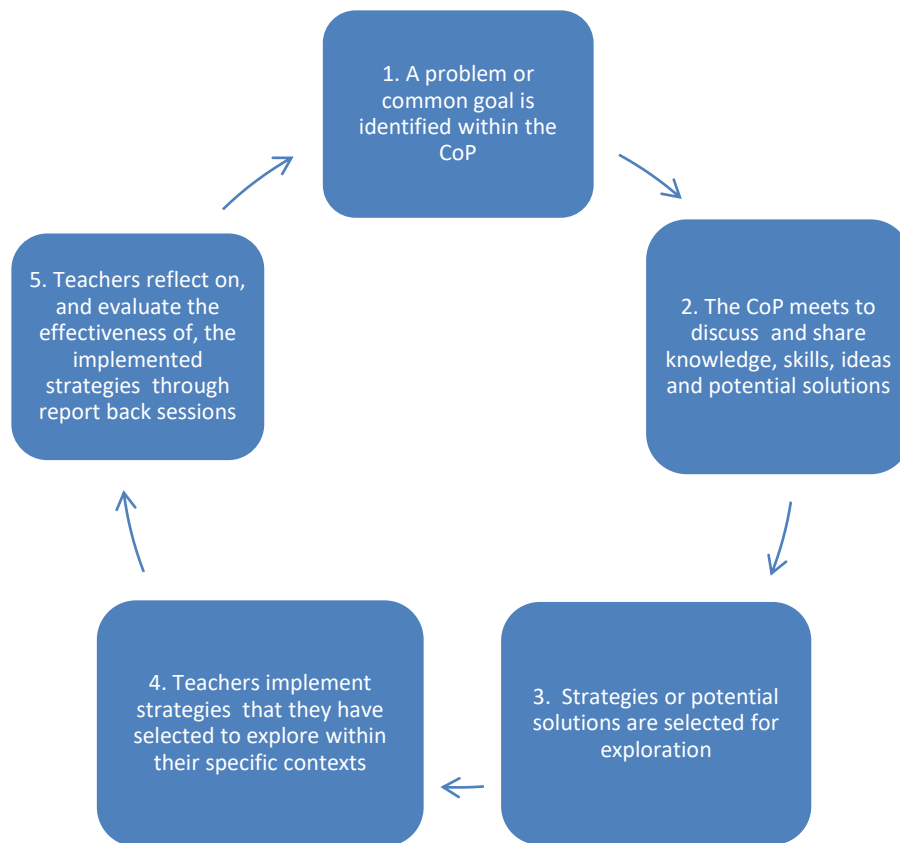 1. A problem or
common goal is
identified within the
CoP
2. The CoP meets to
discuss  and share
knowledge, skills, ideas
and potential solutions
3.  Strategies or potential
solutions are selected for
exploration
4. Teachers implement
strategies  that they have
selected to explore within
their specific contexts
5. Teachers reflect on,
and evaluate the
effectiveness of, the
implemented
strategies  through
report back sessions